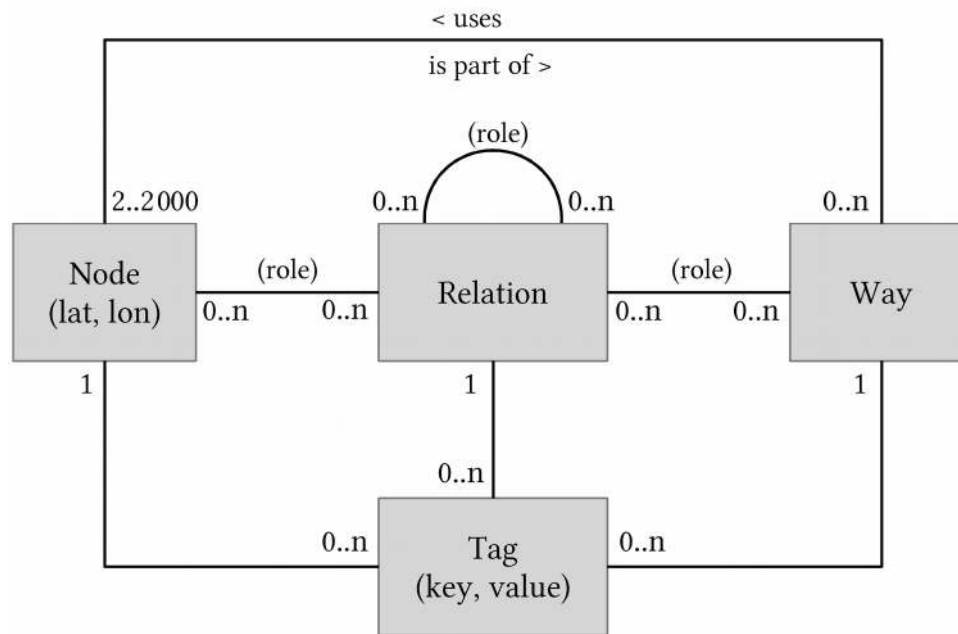 < uses
is part of >
(role)
2..2000
0..n
0..n
0..n
Node
(lat, lon)
(role)
0..n
0..n
Relation
(role)
0..n
0..n
Way
1
1
1
0..n
0..n
0..n
Tag
(key, value)